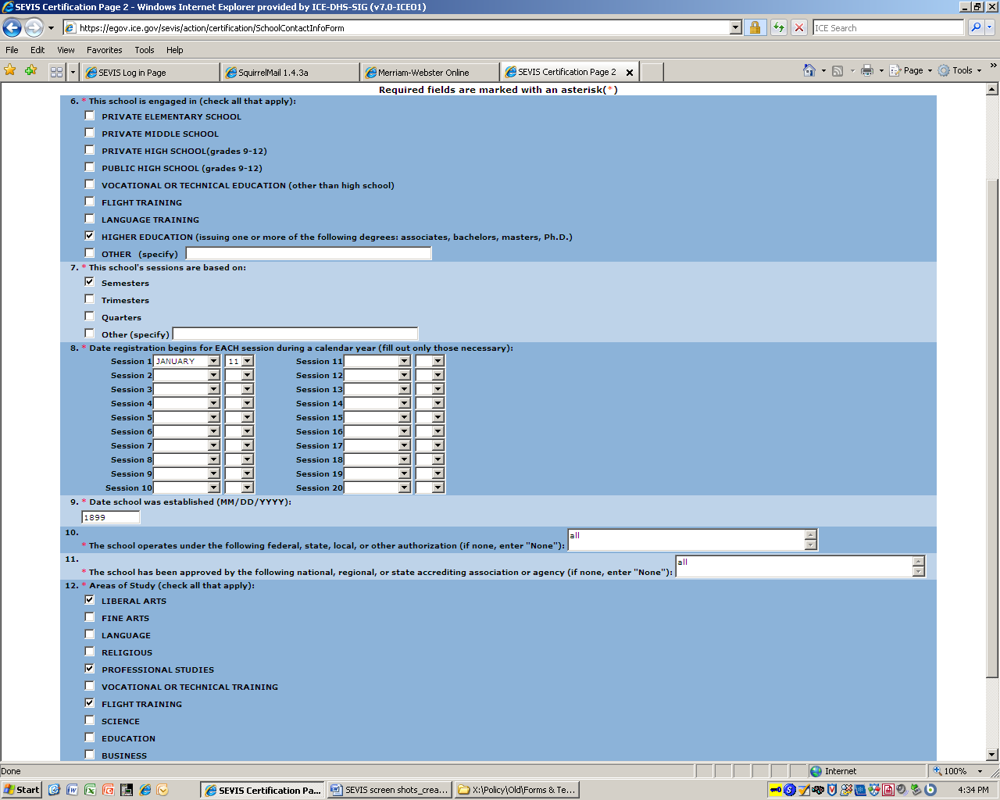 SEVIS Certification Page 2 - Windows Internet Explorer provided by ICE-DHS-SIG (v7.0-ICE01)
https://egov.ice.gov/sevis/action/certification/SchoolContactInfoForm
ICE Search
File Edit View Favorites Tools Help
SEVIS Log in Page
SquirrelMail 1.4.3a
Merriam-Webster Online
SEVIS Certification Page 2
Page
Tools
Required fields are marked with an asterisk(*)
6. * This school is engaged in (check all that apply):
PRIVATE ELEMENTARY SCHOOL
PRIVATE MIDDLE SCHOOL
PRIVATE HIGH SCHOOL(grades 9-12)
PUBLIC HIGH SCHOOL (grades 9-12)
VOCATIONAL OR TECHNICAL EDUCATION (other than high school)
FLIGHT TRAINING
LANGUAGE TRAINING
HIGHER EDUCATION (issuing one or more of the following degrees: associates, bachelors, masters, Ph.D.)
OTHER (specify)
7. * This school's sessions are based on:
Semesters
Trimesters
Quarters
Other (specify)
8. * Date registration begins for EACH session during a calendar year (fill out only those necessary):
Session 1 JANUARY 11 Session 11
Session 2 Session 12
Session 3 Session 13
Session 4 Session 14
Session 5 Session 15
Session 6 Session 16
Session 7 Session 17
Session 8 Session 18
Session 9 Session 19
Session 10 Session 20
9. * Date school was established (MM/DD/YYYY):
1899
10.
* The school operates under the following federal, state, local, or other authorization (if none, enter "None"): all
11.
* The school has been approved by the following national, regional, or state accrediting association or agency (if none, enter "None"): all
12. * Areas of Study (check all that apply):
LIBERAL ARTS
FINE ARTS
LANGUAGE
RELIGIOUS
PROFESSIONAL STUDIES
VOCATIONAL OR TECHNICAL TRAINING
FLIGHT TRAINING
SCIENCE
EDUCATION
BUSINESS
Done
Internet
100%
Start
SEVIS Certification Pa...
SEVIS screen shots_crea...
X:\Policy\Old\Forms & Te...
4:34 PM